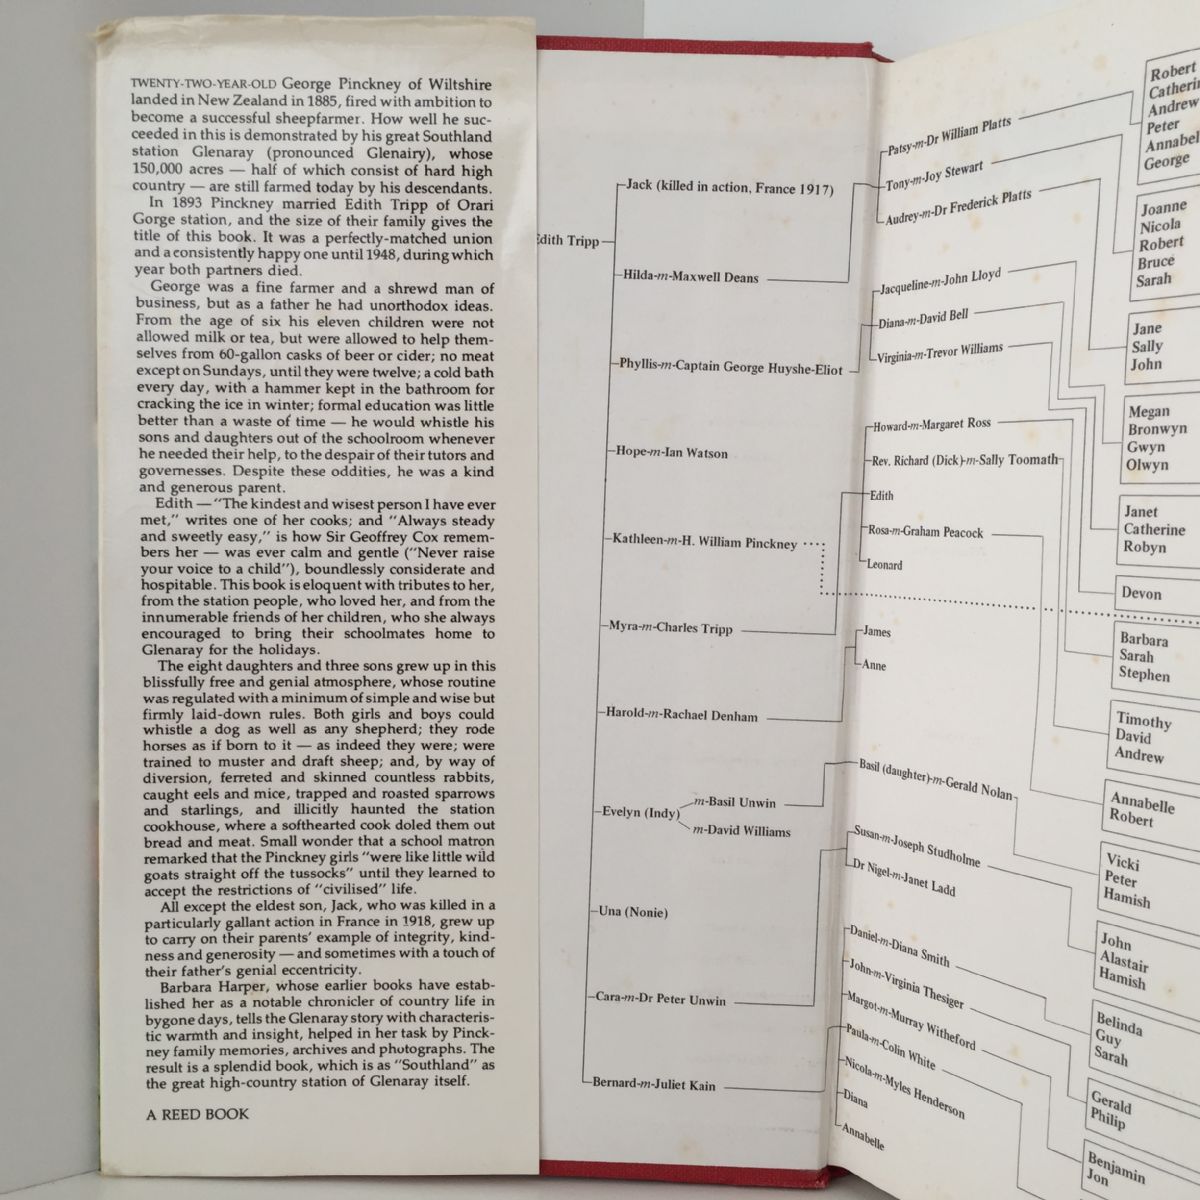 TWENTY-TWO-YEAR-OLD George Pinckney of Wiltshire
landed in New Zealand in 1885, fired with ambition to
become a successful sheepfarmer. How well he suc-
ceeded in this is demonstrated by his great Southland
station Glenaray (pronounced Glenairy), whose
150,000 acres — half of which consist of hard high
country — are still farmed today by his descendants.
In 1893 Pinckney married Edith Tripp of Orari
Gorge station, and the size of their family gives the
title of this book. It was a perfectly-matched union
and a consistently happy one until 1948, during which
year both partners died.
George was a fine farmer and a shrewd man of
business, but as a father he had unorthodox ideas.
From the age of six his eleven children were not
allowed milk or tea, but were allowed to help them-
selves from 60-gallon casks of beer or cider; no meat
except on Sundays, until they were twelve; a cold bath
every day, with a hammer kept in the bathroom for
cracking the ice in winter; formal education was little
better than a waste of time — he would whistle his
sons and daughters out of the schoolroom whenever
he needed their help, to the despair of their tutors and
governesses. Despite these oddities, he was a kind
and generous parent.
Edith — "The kindest and wisest person I have ever
met," writes one of her cooks; and "Always steady
and sweetly easy," is how Sir Geoffrey Cox remem-
bers her — was ever calm and gentle ("Never raise
your voice to a child"), boundlessly considerate and
hospitable. This book is eloquent with tributes to her,
from the station people, who loved her, and from the
innumerable friends of her children, who she always
encouraged to bring their schoolmates home to
Glenaray for the holidays.
The eight daughters and three sons grew up in this
blissfully free and genial atmosphere, whose routine
was regulated with a minimum of simple and wise but
firmly laid-down rules. Both girls and boys could
whistle a dog as well as any shepherd; they rode
horses as if born to it — as indeed they were; were
trained to muster and draft sheep; and, by way of
diversion, ferreted and skinned countless rabbits,
caught eels and mice, trapped and roasted sparrows
and starlings, and illicitly haunted the station
cookhouse, where a softhearted cook doled them out
bread and meat. Small wonder that a school matron
remarked that the Pinckney girls "were like little wild
goats straight off the tussocks" until they learned to
accept the restrictions of "civilised" life.
All except the eldest son, Jack, who was killed in a
particularly gallant action in France in 1918, grew up
to carry on their parents' example of integrity, kind-
ness and generosity — and sometimes with a touch of
their father's genial eccentricity.
Barbara Harper, whose earlier books have estab-
lished her as a notable chronicler of country life in
bygone days, tells the Glenaray story with characteris-
tic warmth and insight, helped in her task by Pinck-
ney family memories, archives and photographs. The
result is a splendid book, which is as "Southland" as
the great high-country station of Glenaray itself.
A REED BOOK
Edith Tripp
Jack (killed in action, France 1917)
Hilda-m-Maxwell Deans
Phyllis-m-Captain George Huyshe-Eliot
Hope-m-Ian Watson
Kathleen-m-H. William Pinckney
Myra-m-Charles Tripp
Harold-m-Rachael Denham
Evelyn (Indy)
m-Basil Unwin
m-David Williams
Una (Nonie)
Cara-m-Dr Peter Unwin
Bernard-m-Juliet Kain
Patsy-m-Dr William Platts
Tony-m-Joy Stewart
Audrey-m-Dr Frederick Platts
Jacqueline-m-John Lloyd
Diana-m-David Bell
Virginia-m-Trevor Williams
Howard-m-Margaret Ross
Rev. Richard (Dick)-m-Sally Toomath
Edith
Rosa-m-Graham Peacock
Leonard
James
Anne
Basil (daughter)-m-Gerald Nolan
Susan-m-Joseph Studholme
Dr Nigel-m-Janet Ladd
Daniel-m-Diana Smith
John-m-Virginia Thesiger
Margot-m-Murray Witheford
Paula-m-Colin White
Nicola-m-Myles Henderson
Diana
Annabelle
Robert
Andrew
Peter
George
Joanne
Nicola
Robert
Bruce
Sarah
Jane
Sally
John
Megan
Bronwyn
Gwyn
Olwyn
Janet
Catherine
Robyn
Devon
Barbara
Sarah
Stephen
Timothy
David
Andrew
Annabelle
Robert
Vicki
Peter
Hamish
John
Alastair
Hamish
Belinda
Guy
Sarah
Gerald
Philip
Benjamin
Jon